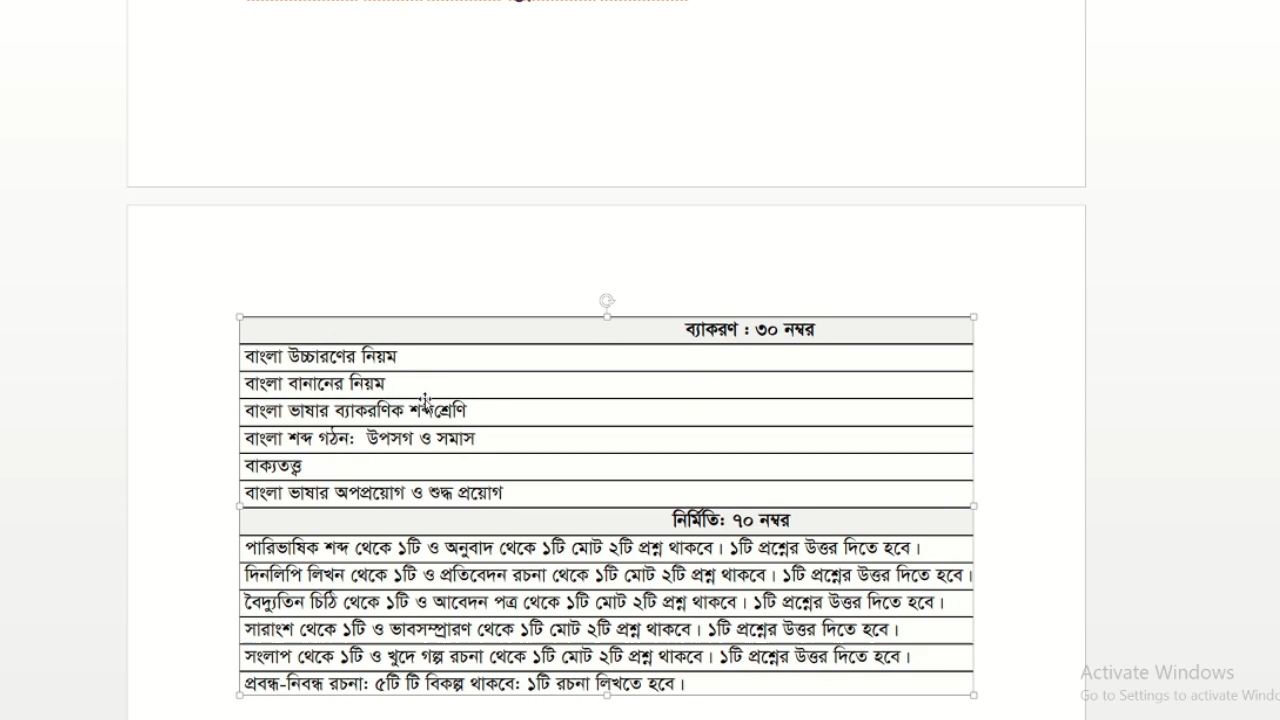 ব্যাকরণ : ৩০ নম্বর
বাংলা উচ্চারণের নিয়ম
বাংলা বানানের নিয়ম
বাংলা ভাষার ব্যাকরণিক শব্দশ্রেণি
বাংলা শব্দ গঠন: উপসর্গ ও সমাস
বাক্যতত্ত্ব
বাংলা ভাষার অপপ্রয়োগ ও শুদ্ধ প্রয়োগ
নির্মিতি: ৭০ নম্বর
পারিভাষিক শব্দ থেকে ১টি ও অনুবাদ থেকে ১টি মোট ২টি প্রশ্ন থাকবে। ১টি প্রশ্নের উত্তর দিতে হবে।
দিনলিপি লিখন থেকে ১টি ও প্রতিবেদন রচনা থেকে ১টি মোট ২টি প্রশ্ন থাকবে। ১টি প্রশ্নের উত্তর দিতে হবে।
বৈদ্যুতিন চিঠি থেকে ১টি ও আবেদন পত্র থেকে ১টি মোট ২টি প্রশ্ন থাকবে। ১টি প্রশ্নের উত্তর দিতে হবে।
সারাংশ থেকে ১টি ও ভাবসম্প্রারণ থেকে ১টি মোট ২টি প্রশ্ন থাকবে। ১টি প্রশ্নের উত্তর দিতে হবে।
সংলাপ থেকে ১টি ও খুদে গল্প রচনা থেকে ১টি মোট ২টি প্রশ্ন থাকবে। ১টি প্রশ্নের উত্তর দিতে হবে।
প্রবন্ধ-নিবন্ধ রচনা: ৫টি টি বিকল্প থাকবে: ১টি রচনা লিখতে হবে।
Activate Windows
Go to Settings to activate Windo